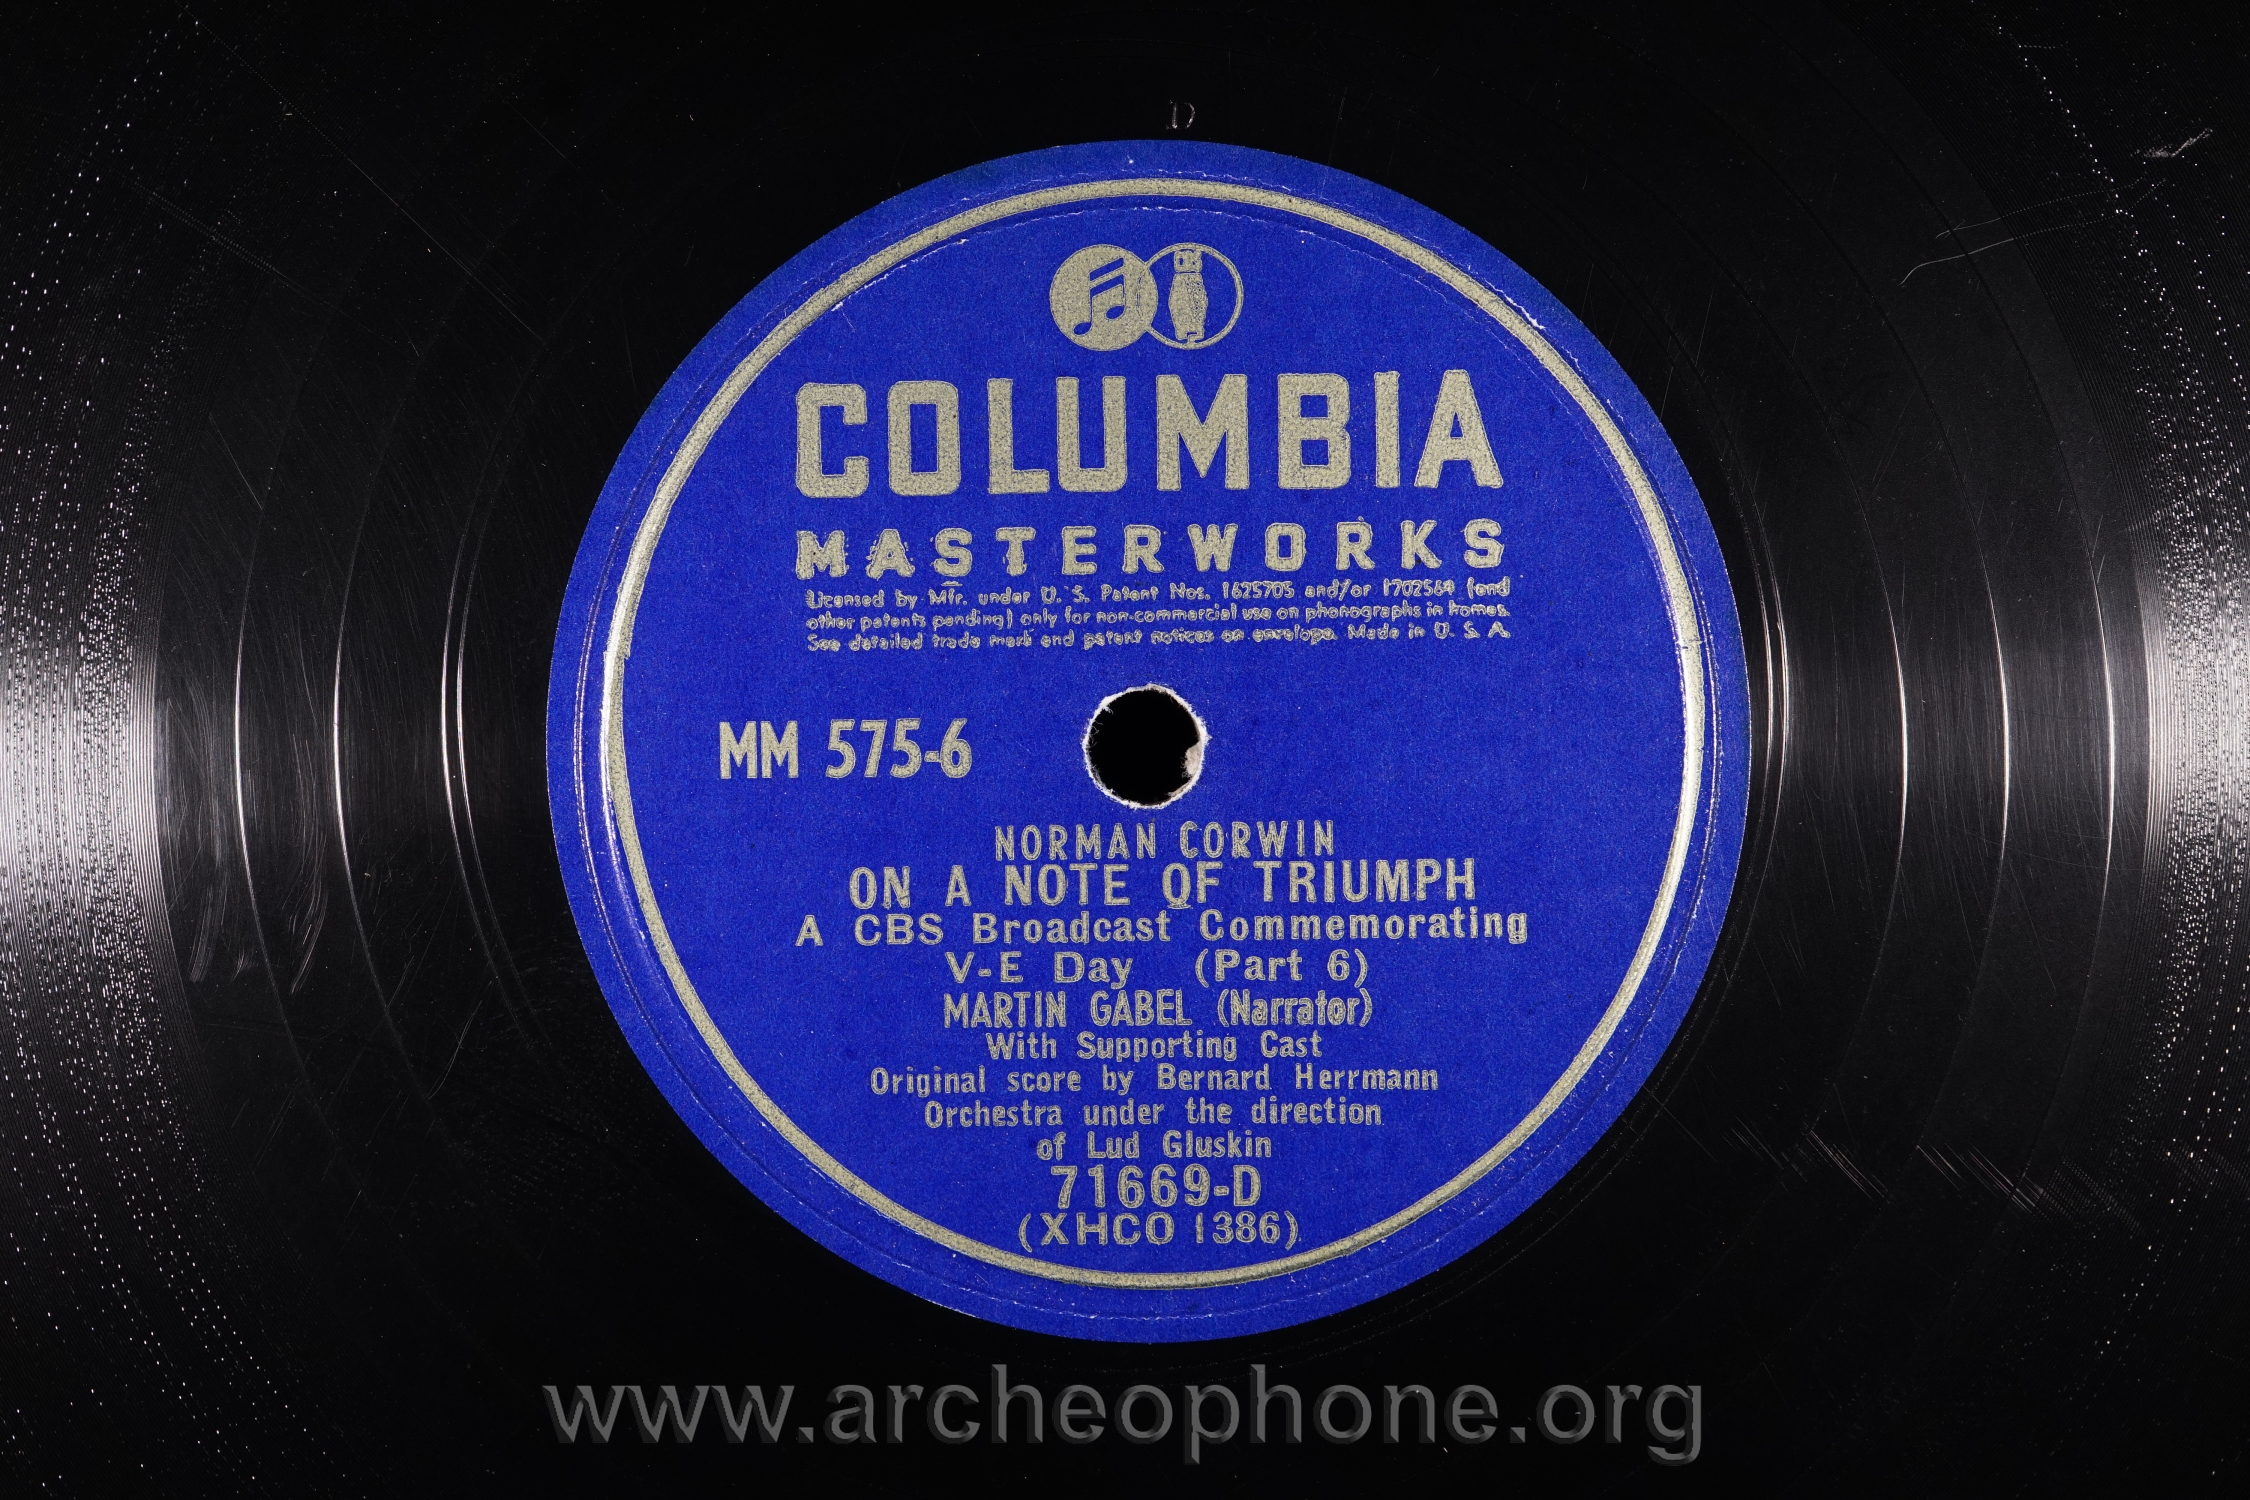 D
COLUMBIA
MASTERWORKS
Licensed by Mfr. under U. S. Patent Nos. 1625705 and/or 1702564 (and
other patents pending) only for non-commercial use on phonographs in homes.
See detailed trade mark and patent notices on envelope. Made in U. S. A.
MM 575-6
NORMAN CORWIN
ON A NOTE OF TRIUMPH
A CBS Broadcast Commemorating
V-E Day (Part 6)
MARTIN GABEL (Narrator)
With Supporting Cast
Original score by Bernard Herrmann
Orchestra under the direction
of Lud Gluskin
71669-D
(XHCO 1386)
www.archeophone.org